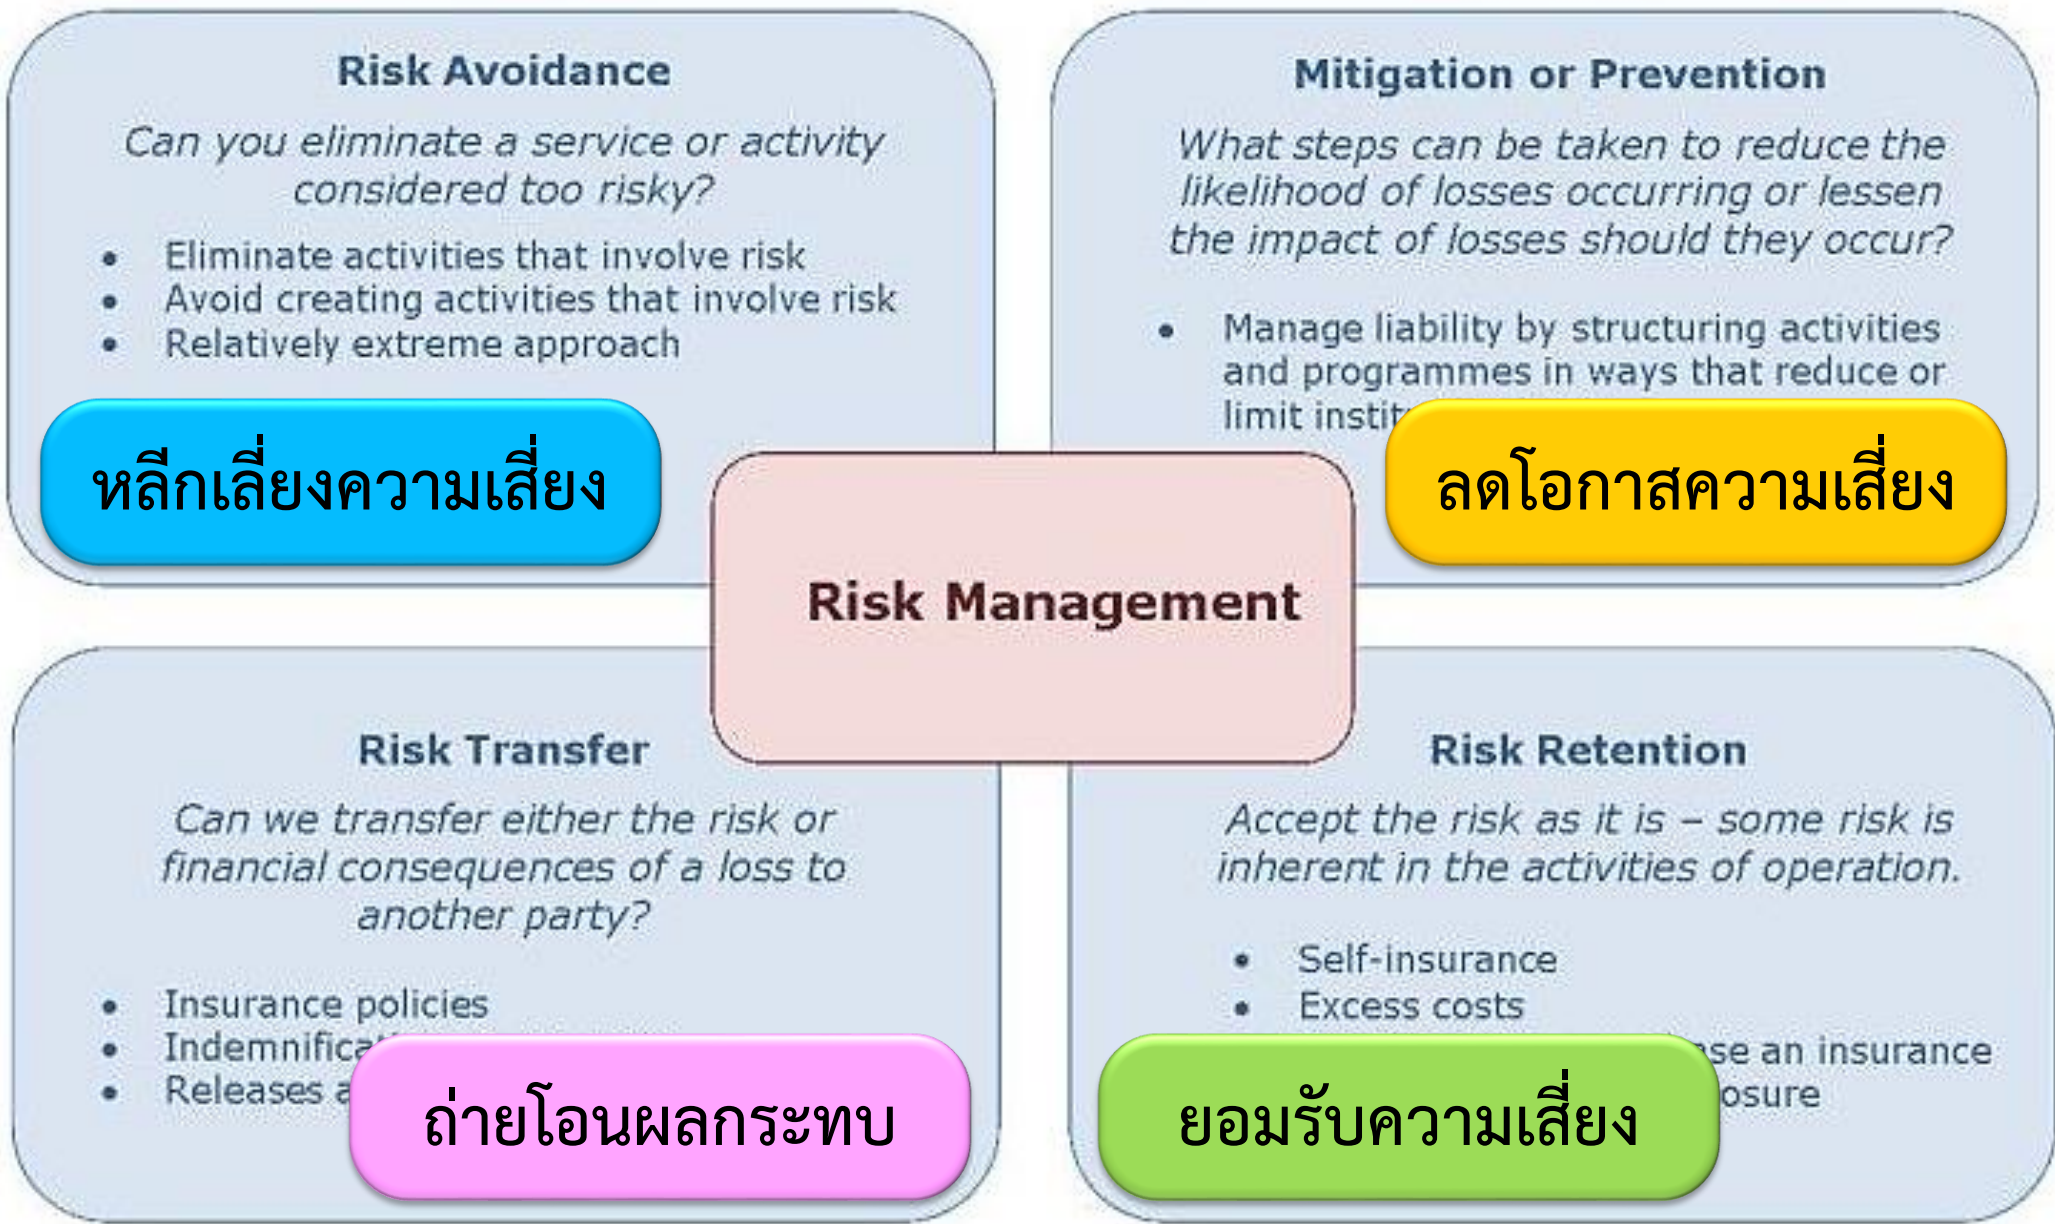 Risk Avoidance
Can you eliminate a service or activity
considered too risky?
• Eliminate activities that involve risk
• Avoid creating activities that involve risk
• Relatively extreme approach
หลีกเลี่ยงความเสี่ยง
Mitigation or Prevention
What steps can be taken to reduce the
likelihood of losses occurring or lessen
the impact of losses should they occur?
• Manage liability by structuring activities
and programmes in ways that reduce or
limit
ลดโอกาสความเสี่ยง
Risk Management
Risk Transfer
Can we transfer either the risk or
financial consequences of a loss to
another party?
• Insurance policies
•
• Releases
ถ่ายโอนผลกระทบ
Risk Retention
Accept the risk as it is – some risk is
inherent in the activities of operation.
• Self-insurance
• Excess costs
an insurance
ยอมรับความเสี่ยง